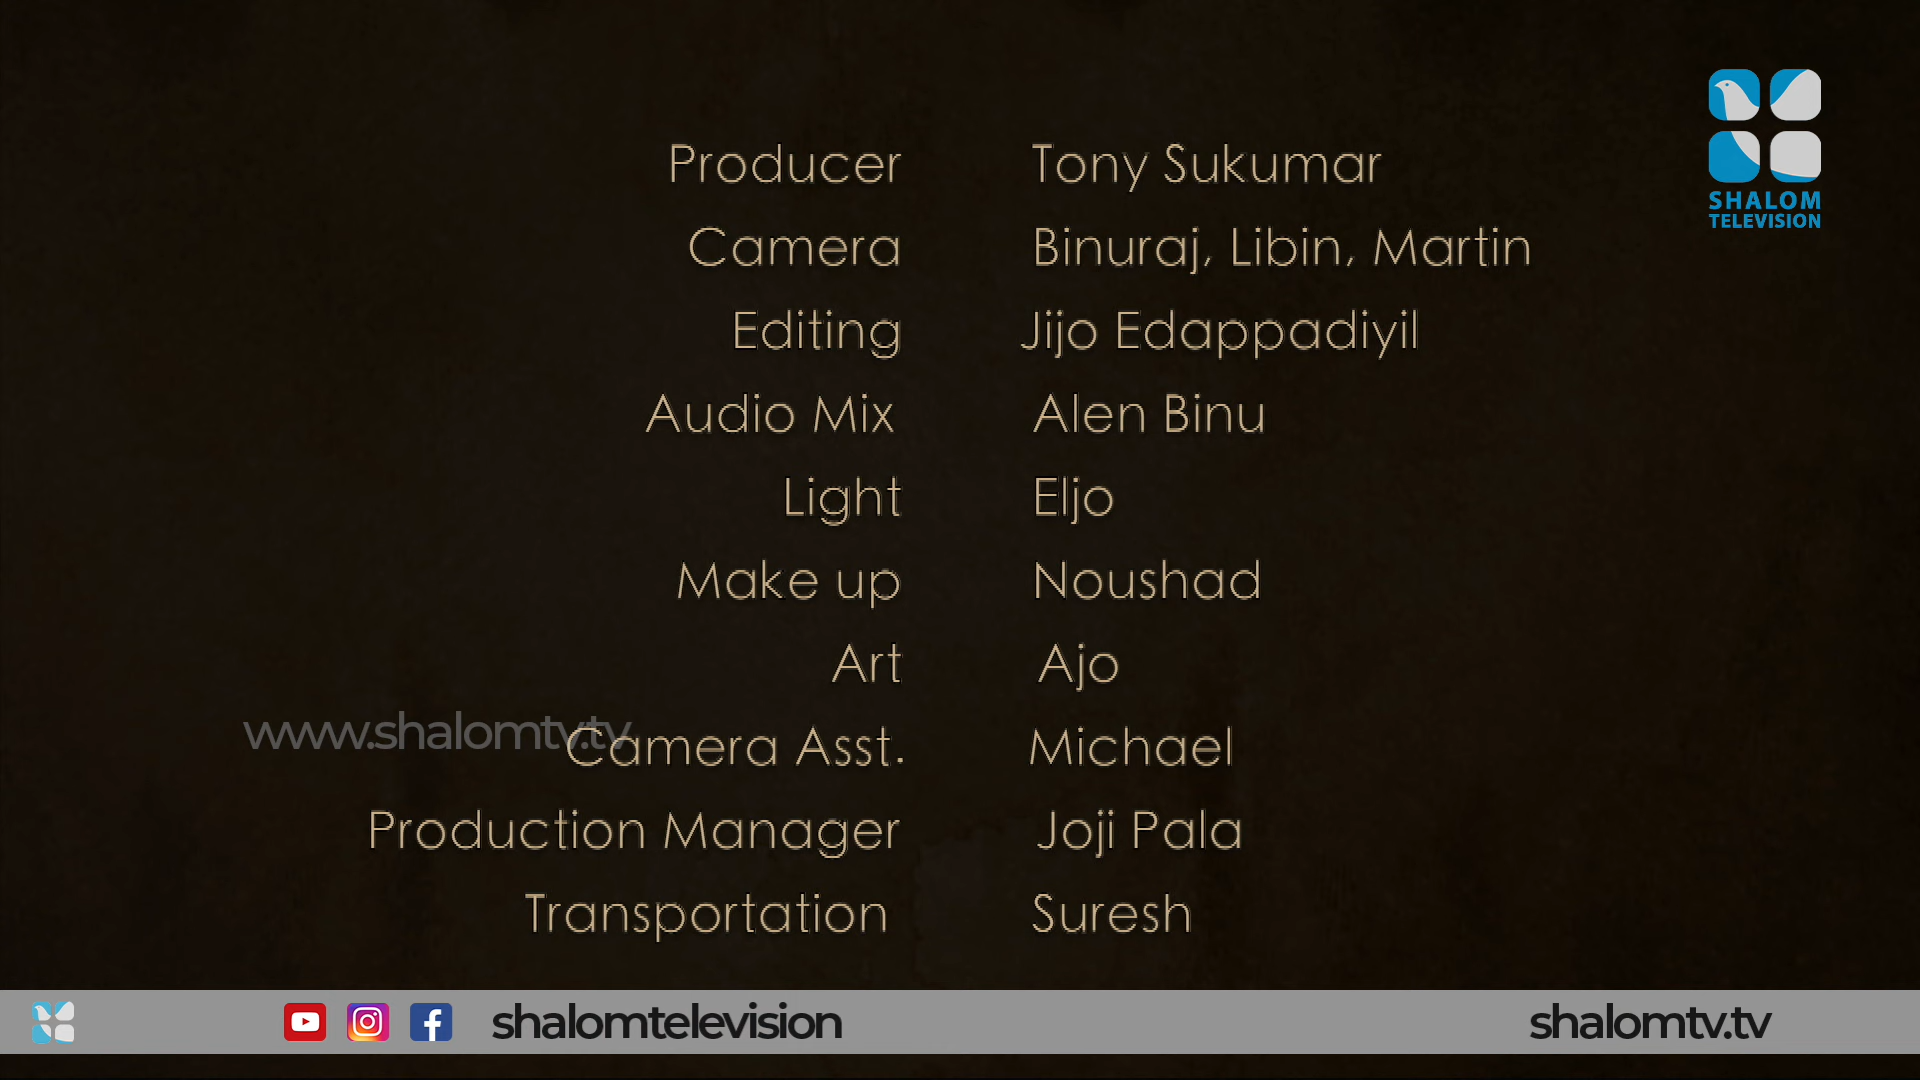 SHALOM
TELEVISION
Producer Tony Sukumar
Camera Binuraj, Libin, Martin
Editing Jijo Edappadiyil
Audio Mix Alen Binu
Light Eljo
Make up Noushad
Art Ajo
www.shalomtv.tv
Camera Asst. Michael
Production Manager Joji Pala
Transportation Suresh
shalomtelevision shalomtv.tv